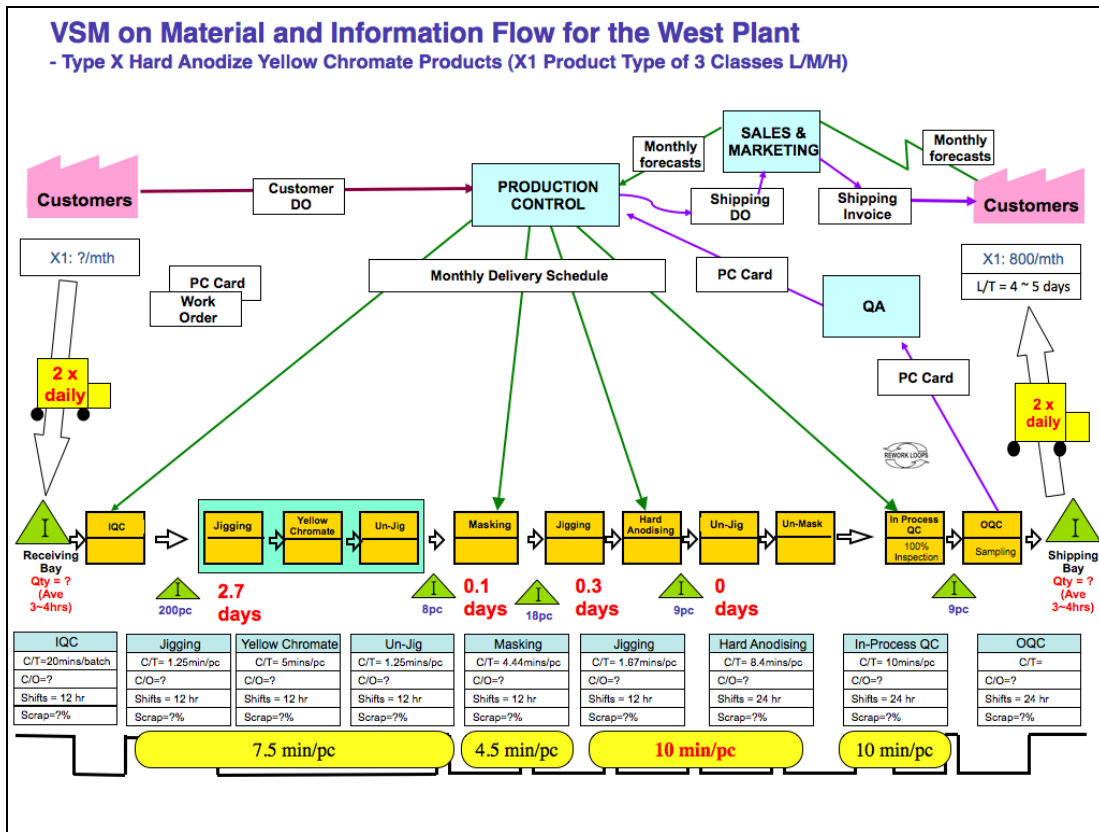 VSM on Material and Information Flow for the West Plant
- Type X Hard Anodize Yellow Chromate Products (X1 Product Type of 3 Classes L/M/H)
SALES &
MARKETING
Monthly
forecasts
Monthly
forecasts
Customers
Customer
DO
PRODUCTION
CONTROL
Shipping
DO
Shipping
Invoice
Customers
X1: ?/mth
PC Card
Work
Order
Monthly Delivery Schedule
PC Card
X1: 800/mth
L/T = 4 ~ 5 days
QA
PC Card
2 x
daily
2 x
daily
REWORK LOOPS
I
Receiving
Bay
Qty = ?
(Ave
3~4hrs)
IQC
Jigging
Yellow
Chromate
Un-Jig
Masking
Jigging
Hard
Anodising
Un-Jig
Un-Mask
In Process
QC
100%
Inspection
OQC
Sampling
I
Shipping
Bay
Qty = ?
(Ave
3~4hrs)
I
200pc
2.7
days
I
8pc
0.1
days
I
18pc
0.3
days
I
9pc
0
days
I
9pc
IQC
C/T=20mins/batch
C/O=?
Shifts = 12 hr
Scrap=?%
Jigging
C/T= 1.25min/pc
C/O=?
Shifts = 12 hr
Scrap=?%
Yellow Chromate
C/T= 5mins/pc
C/O=?
Shifts = 12 hr
Scrap=?%
Un-Jig
C/T= 1.25min/pc
C/O=?
Shifts = 12 hr
Scrap=?%
Masking
C/T= 4.44mins/pc
C/O=?
Shifts = 12 hr
Scrap=?%
Jigging
C/T= 1.67min/pc
C/O=?
Shifts = 12 hr
Scrap=?%
Hard Anodising
C/T= 8.4min/pc
C/O=?
Shifts = 24 hr
Scrap=?%
In-Process QC
C/T= 10mins/pc
C/O=?
Shifts = 24 hr
Scrap=?%
OQC
C/T=
C/O=?
Shifts = 24 hr
Scrap=?%
7.5 min/pc
4.5 min/pc
10 min/pc
10 min/pc